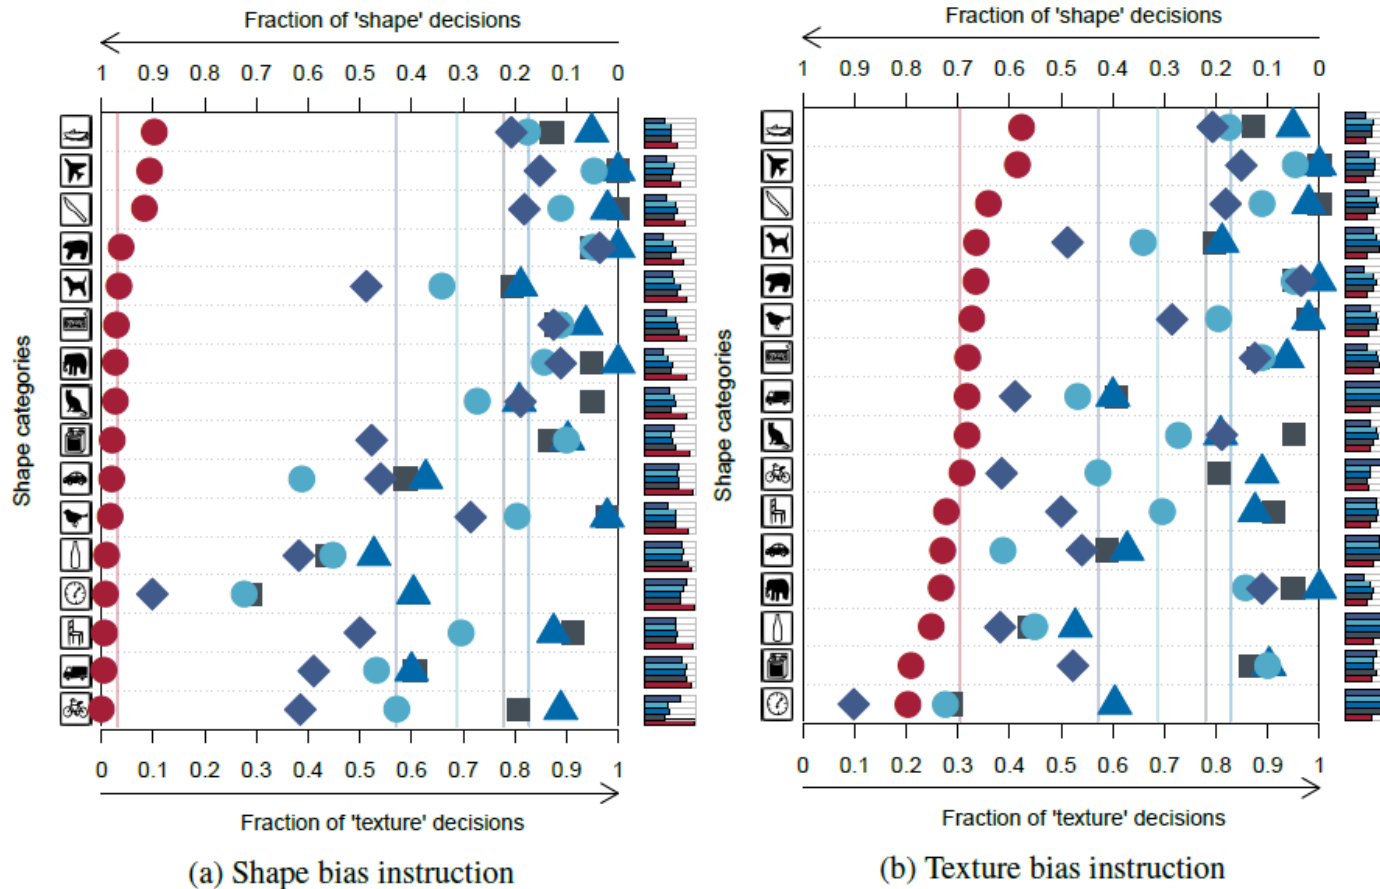 Fraction of 'shape' decisions
1 0.9 0.8 0.7 0.6 0.5 0.4 0.3 0.2 0.1 0
Shape categories
0 0.1 0.2 0.3 0.4 0.5 0.6 0.7 0.8 0.9 1
Fraction of 'texture' decisions
(a) Shape bias instruction
Fraction of 'shape' decisions
1 0.9 0.8 0.7 0.6 0.5 0.4 0.3 0.2 0.1 0
Shape categories
0 0.1 0.2 0.3 0.4 0.5 0.6 0.7 0.8 0.9 1
Fraction of 'texture' decisions
(b) Texture bias instruction